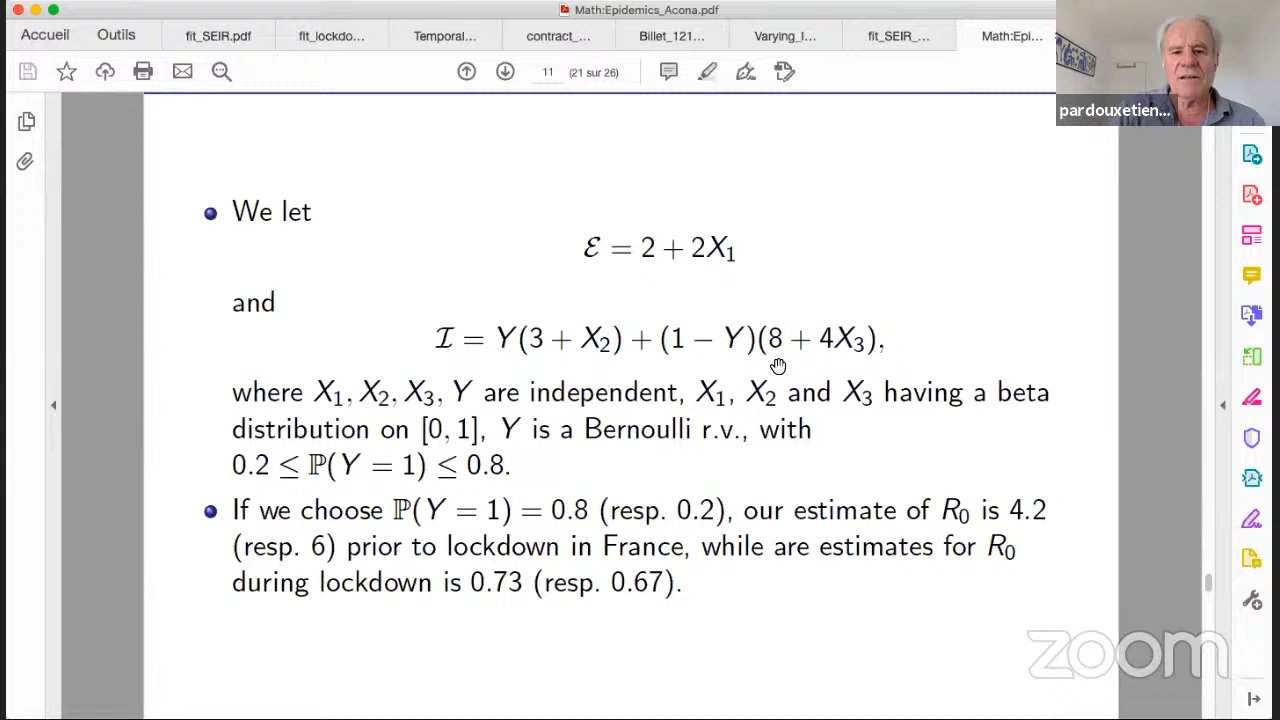 Math:Epidemics_Acona.pdf
Accueil Outils fit_SEIR.pdf fit_lockdo... Temporal... contract_... Billet_121... Varying_I... fit_SEIR_... Math:Epi...
11 (21 sur 26)
pardouxetien...
We let
ℰ = 2 + 2X₁
and
ℐ = Y(3 + X₂) + (1 − Y)(8 + 4X₃),
where X₁, X₂, X₃, Y are independent, X₁, X₂ and X₃ having a beta
distribution on [0, 1], Y is a Bernoulli r.v., with
0.2 ≤ ℙ(Y = 1) ≤ 0.8.
If we choose ℙ(Y = 1) = 0.8 (resp. 0.2), our estimate of R₀ is 4.2
(resp. 6) prior to lockdown in France, while are estimates for R₀
during lockdown is 0.73 (resp. 0.67).
zoom